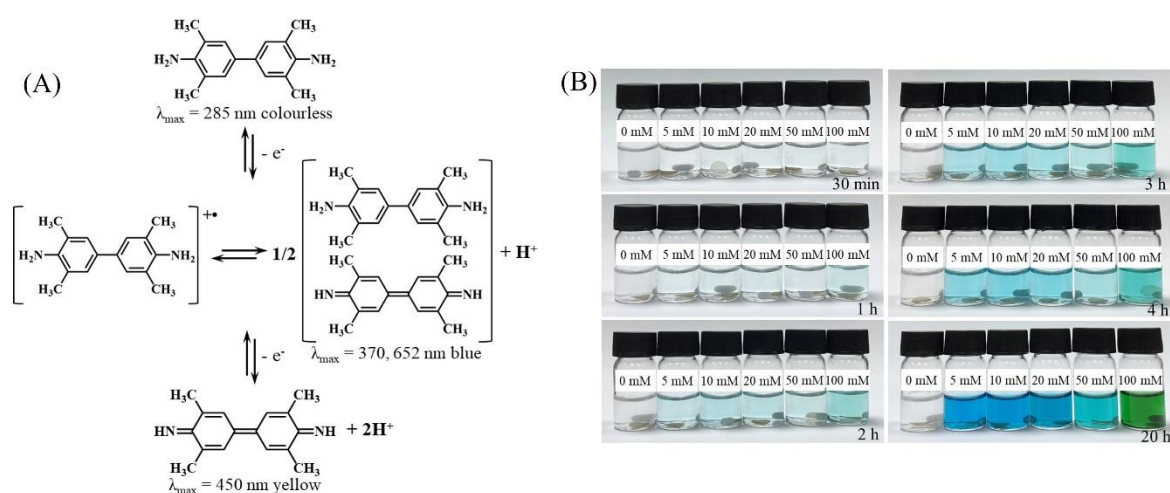 (A)
CH₃
H₃C
H₂N
NH₂
H₃C
CH₃
λmax = 285 nm colourless
- e⁻
H₃C
CH₃
H₂N
NH₂
H₃C
CH₃
+•
1/2
H₃C
CH₃
H₂N
NH₂
H₃C
CH₃
H₃C
CH₃
HN
NH
H₃C
CH₃
+ H⁺
λmax = 370, 652 nm blue
- e⁻
H₃C
CH₃
HN
NH
H₃C
CH₃
+ 2H⁺
λmax = 450 nm yellow
(B)
0 mM 5 mM 10 mM 20 mM 50 mM 100 mM
30 min
0 mM 5 mM 10 mM 20 mM 50 mM 100 mM
3 h
0 mM 5 mM 10 mM 20 mM 50 mM 100 mM
1 h
0 mM 5 mM 10 mM 20 mM 50 mM 100 mM
4 h
0 mM 5 mM 10 mM 20 mM 50 mM 100 mM
2 h
0 mM 5 mM 10 mM 20 mM 50 mM 100 mM
20 h